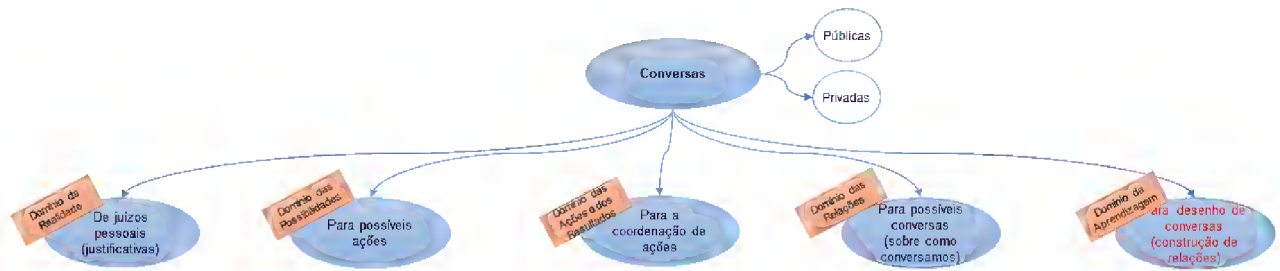 Públicas
Conversas
Privadas
Domínio da
Realidade
De juízos
pessoais
(justificativas)
Domínio das
Possibilidades
Para possíveis
ações
Domínio das
Ações e dos
Resultados
Para a
coordenação de
ações
Domínio das
Relações
Para possíveis
conversas
(sobre como
conversamos)
Domínio da
Aprendizagem
Para desenho de
conversas
(construção de
relações)